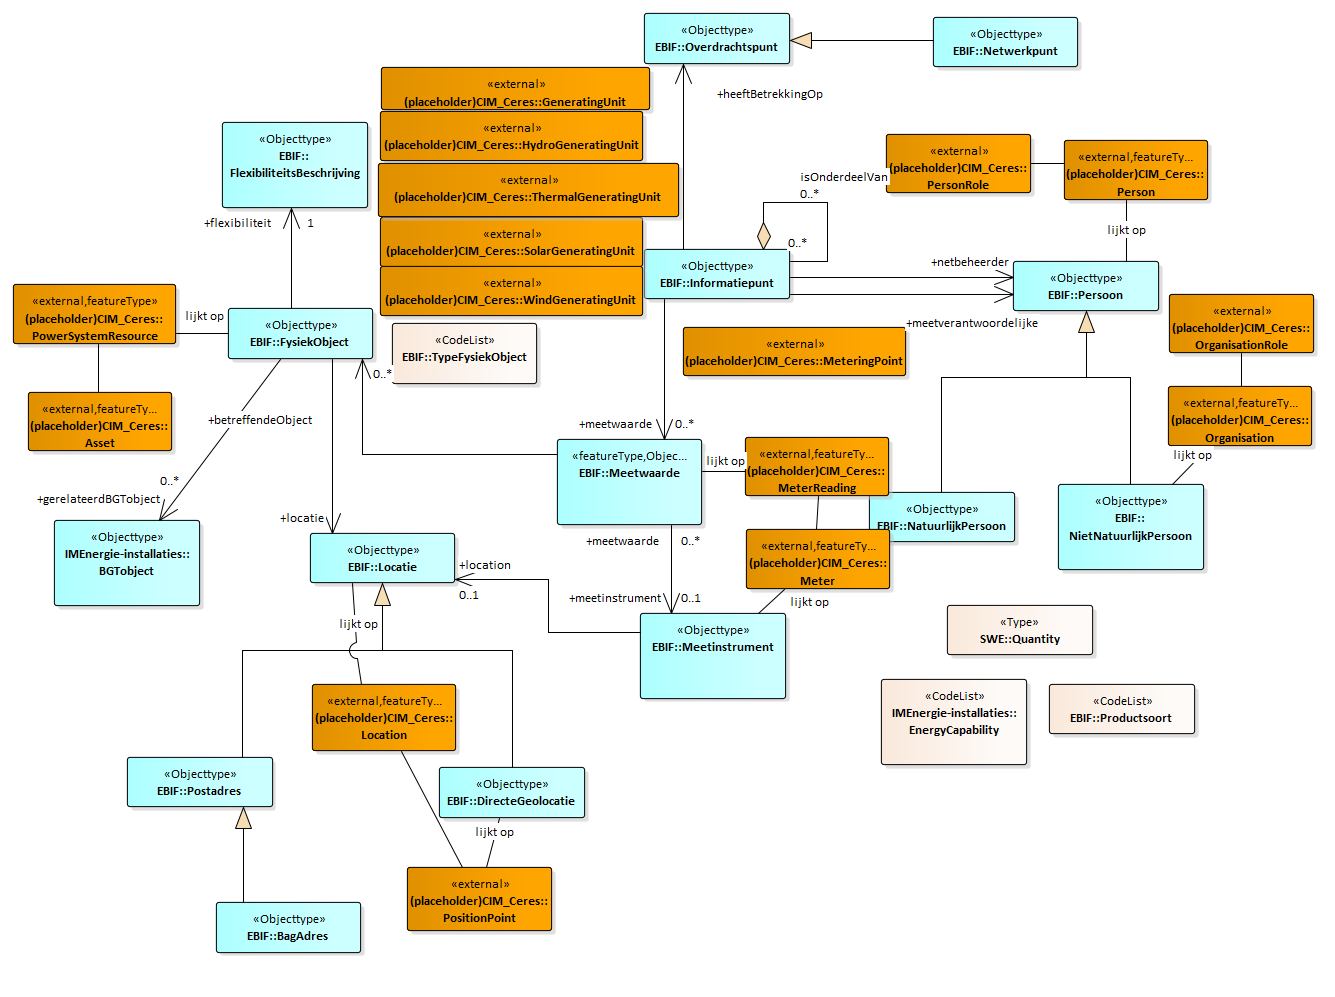 «Objecttype»
EBIF::Overdrachtspunt
«Objecttype»
EBIF::Netwerkpunt
+heeftBetrekkingOp
«external»
(placeholder)CIM_Ceres::GeneratingUnit
«external»
(placeholder)CIM_Ceres::HydroGeneratingUnit
«external»
(placeholder)CIM_Ceres::ThermalGeneratingUnit
«external»
(placeholder)CIM_Ceres::SolarGeneratingUnit
«external»
(placeholder)CIM_Ceres::WindGeneratingUnit
«Objecttype»
EBIF::
FlexibiliteitsBeschrijving
+flexibiliteit
1
«external»
(placeholder)CIM_Ceres::
PersonRole
«external,featureTy...
(placeholder)CIM_Ceres::
Person
isOnderdeelVan
0..*
0..*
lijkt op
«Objecttype»
EBIF::Informatiepunt
+netbeheerder
+meetverantwoordelijke
«Objecttype»
EBIF::Persoon
«external,featureType»
(placeholder)CIM_Ceres::
PowerSystemResource
lijkt op
«Objecttype»
EBIF::FysiekObject
«CodeList»
EBIF::TypeFysiekObject
0..*
«external»
(placeholder)CIM_Ceres::MeteringPoint
«external,featureTy...
(placeholder)CIM_Ceres::
OrganisationRole
«external,featureTy...
(placeholder)CIM_Ceres::
Asset
«external,featureTy...
(placeholder)CIM_Ceres::
Organisation
lijkt op
+betreffendeObject
0..*
+gerelateerdBGTobject
+meetwaarde
0..*
«featureType,Objec...
EBIF::Meetwaarde
lijkt op
«external,featureTy...
(placeholder)CIM_Ceres::
MeterReading
«Objecttype»
EBIF::NatuurlijkPersoon
«Objecttype»
EBIF::
NietNatuurlijkPersoon
«Objecttype»
IMEnergie-installaties::
BGTobject
+locatie
«Objecttype»
EBIF::Locatie
+location
0..1
+meetwaarde
0..*
+meetinstrument
0..1
«external,featureTy...
(placeholder)CIM_Ceres::
Meter
lijkt op
«Objecttype»
EBIF::Meetinstrument
lijkt op
«Type»
SWE::Quantity
«CodeList»
IMEnergie-installaties::
EnergyCapability
«CodeList»
EBIF::Productsoort
«external,featureTy...
(placeholder)CIM_Ceres::
Location
«Objecttype»
EBIF::Postadres
«Objecttype»
EBIF::DirecteGeolocatie
lijkt op
«external»
(placeholder)CIM_Ceres::
PositionPoint
«Objecttype»
EBIF::BagAdres